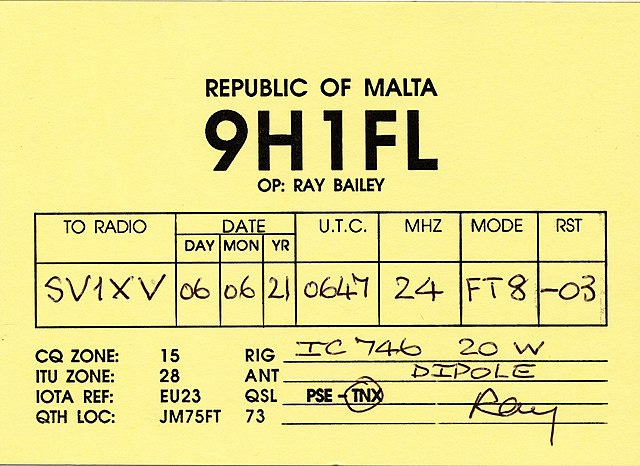 REPUBLIC OF MALTA
9H1FL
OP: RAY BAILEY
TO RADIO DATE U.T.C. MHZ MODE RST
DAY MON YR
SV1XV 06 06 21 0647 24 FT8 -03
CQ ZONE: 15 RIG IC746 20 W
ITU ZONE: 28 ANT DIPOLE
IOTA REF: EU23 QSL PSE - TNX
QTH LOC: JM75FT 73 Ray